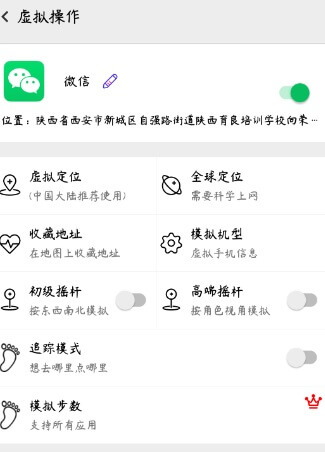 虚拟操作
微信
位置：陕西省西安市新城区自强路街道陕西育良培训学校向荣…
虚拟定位
(中国大陆推荐使用)
全球定位
需要科学上网
收藏地址
在地图上收藏地址
模拟机型
虚拟手机信息
初级摇杆
按东西南北模拟
高端摇杆
按角色视角模拟
追踪模式
想去哪里点哪里
模拟步数
支持所有应用